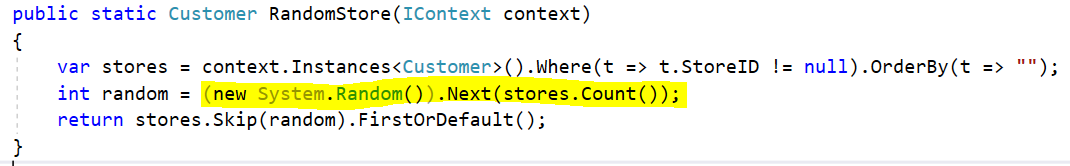 public static Customer RandomStore(IContext context)
{
var stores = context.Instances<Customer>().Where(t => t.StoreID != null).OrderBy(t => "");
int random = (new System.Random()).Next(stores.Count());
return stores.Skip(random).FirstOrDefault();
}